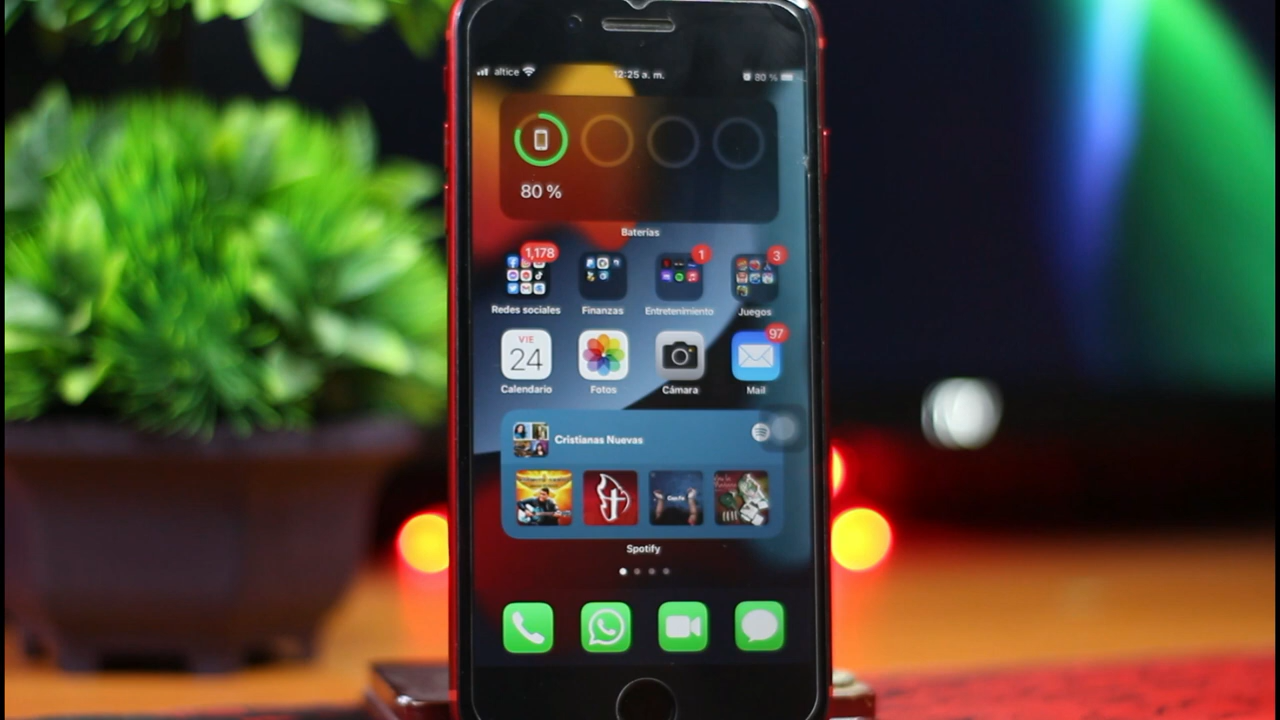 altice 12:25 a. m. 80 %
80 %
Baterías
1,178 1 3
Redes sociales Finanzas Entretenimiento Juegos
VIE 97
24
Calendario Fotos Cámara Mail
Cristianas Nuevas
Spotify